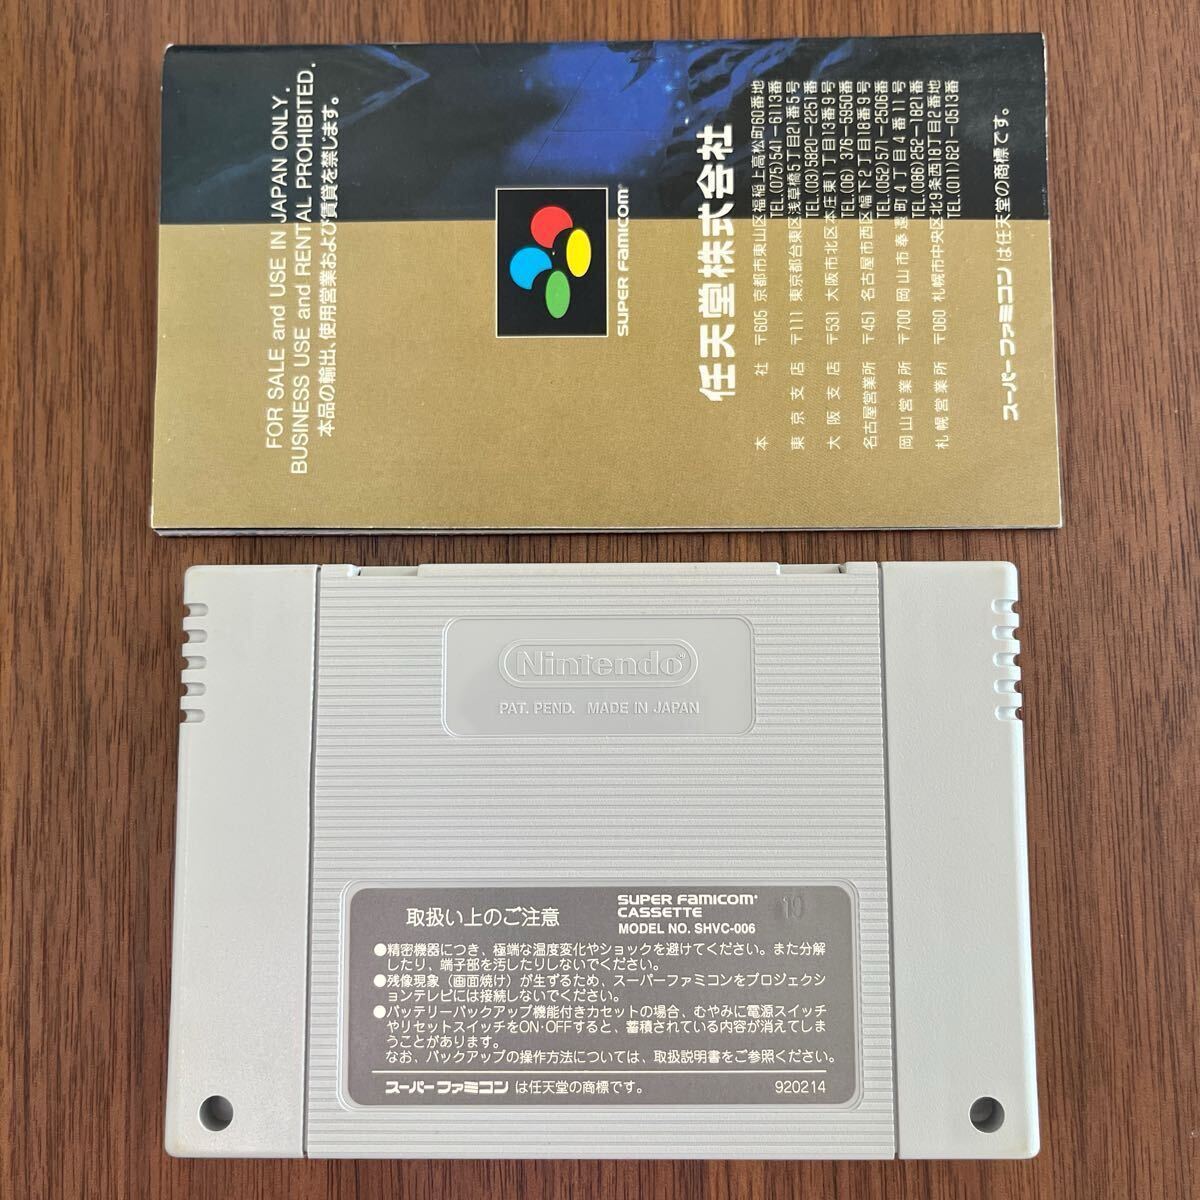 FOR SALE and USE IN JAPAN ONLY.
BUSINESS USE and RENTAL PROHIBITED.
本品の輸出、使用営業および賃貸を禁じます。
SUPER FAMICOM
任天堂株式会社
本社 〒605 京都市東山区福稲上高松町60番地
TEL.(075)541-6113番
東京支店 〒111 東京都台東区浅草橋5丁目21番5号
TEL.(03)5820-2251番
大阪支店 〒531 大阪市北区本庄東1丁目13番9号
TEL.(06) 376-5950番
名古屋営業所 〒451 名古屋市西区幅下2丁目18番9号
TEL.(052)571-2506番
岡山営業所 〒700 岡山市奉還町4丁目4番11号
TEL.(086)252-1821番
札幌営業所 〒060 札幌市中央区北9条西18丁目2番地
TEL.(011)621-0513番
スーパーファミコンは任天堂の商標です。
Nintendo®
PAT. PEND. MADE IN JAPAN
取扱い上のご注意
SUPER FAMICOM
CASSETTE
MODEL NO. SHVC-006
10
●精密機器につき、極端な温度変化やショックを避けてください。また分解
したり、端子部を汚したりしないでください。
●残像現象（画面焼け）が生ずるため、スーパーファミコンをプロジェクシ
ョンテレビには接続しないでください。
●バッテリーバックアップ機能付きカセットの場合、むやみに電源スイッチ
やリセットスイッチをON·OFFすると、蓄積されている内容が消えてしま
うことがあります。
なお、バックアップの操作方法については、取扱説明書をご参照ください。
スーパーファミコンは任天堂の商標です。
920214